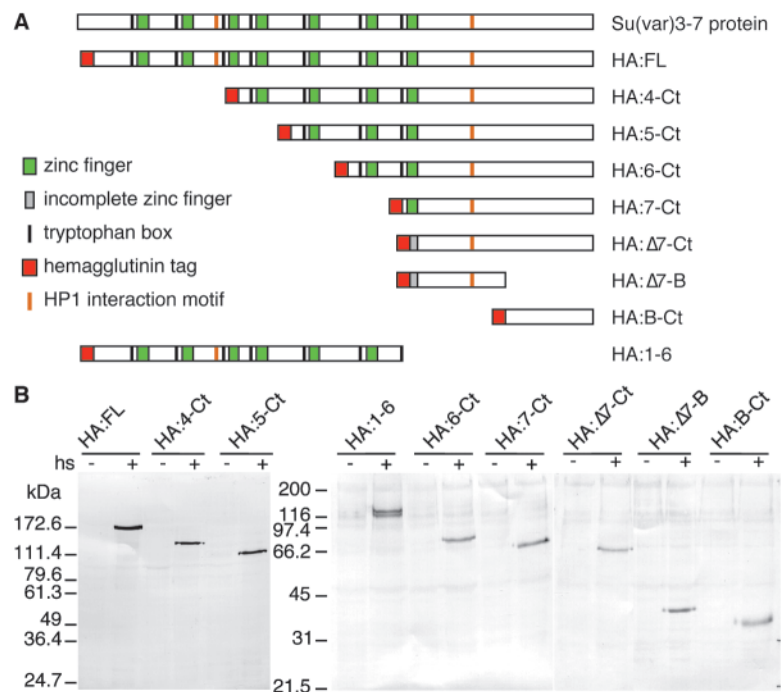 A
Su(var)3-7 protein
HA:FL
HA:4-Ct
HA:5-Ct
HA:6-Ct
HA:7-Ct
HA:Δ7-Ct
HA:Δ7-B
HA:B-Ct
HA:1-6
zinc finger
incomplete zinc finger
tryptophan box
hemagglutinin tag
HP1 interaction motif
B
HA:FL HA:4-Ct HA:5-Ct HA:1-6 HA:6-Ct HA:7-Ct HA:Δ7-Ct HA:Δ7-B HA:B-Ct
hs - + - + - + - + - + - + - + - + - +
kDa
172.6
111.4
79.6
61.3
49
36.4
24.7
200
116
97.4
66.2
45
31
21.5